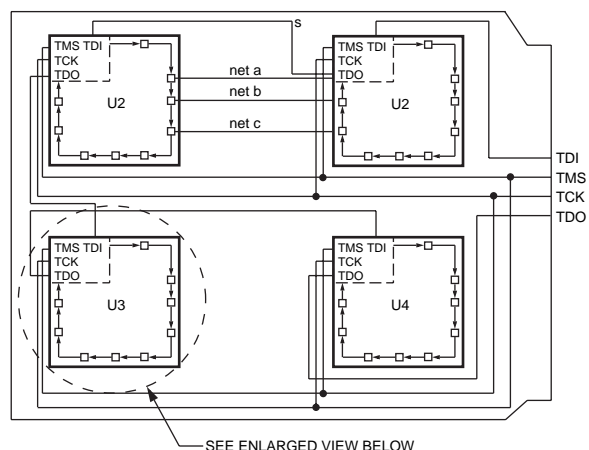 s
TMS TDI
TCK
TDO
U2
net a
net b
net c
TMS TDI
TCK
TDO
U2
TDI
TMS
TCK
TDO
TMS TDI
TCK
TDO
U3
TMS TDI
TCK
TDO
U4
SEE ENLARGED VIEW BELOW